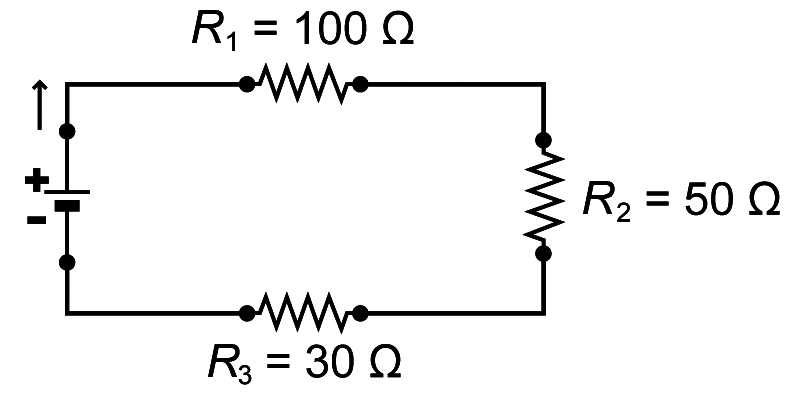 R₁ = 100 Ω
+
-
R₂ = 50 Ω
R₃ = 30 Ω